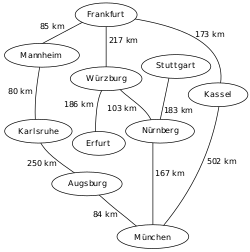 Frankfurt
85 km
217 km
173 km
Mannheim
Stuttgart
Würzburg
80 km
186 km
103 km
183 km
Kassel
Karlsruhe
Erfurt
Nürnberg
250 km
167 km
502 km
Augsburg
84 km
München